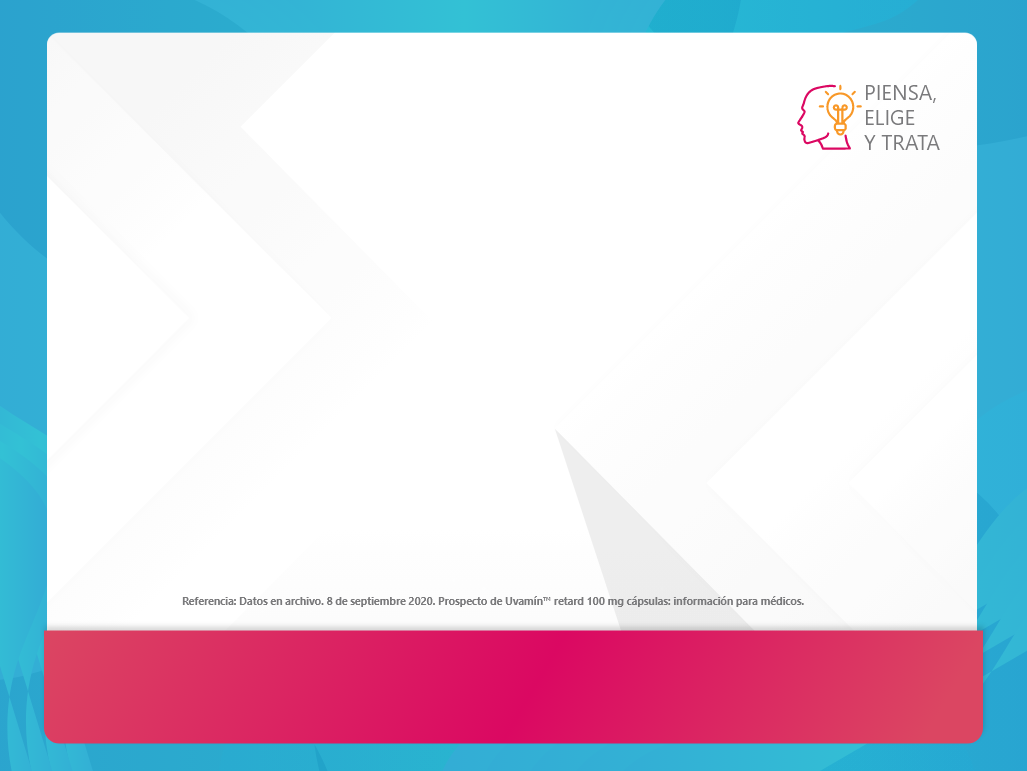 PIENSA,
ELIGE
Y TRATA
Referencia: Datos en archivo. 8 de septiembre 2020. Prospecto de Uvamín™ retard 100 mg cápsulas: información para médicos.